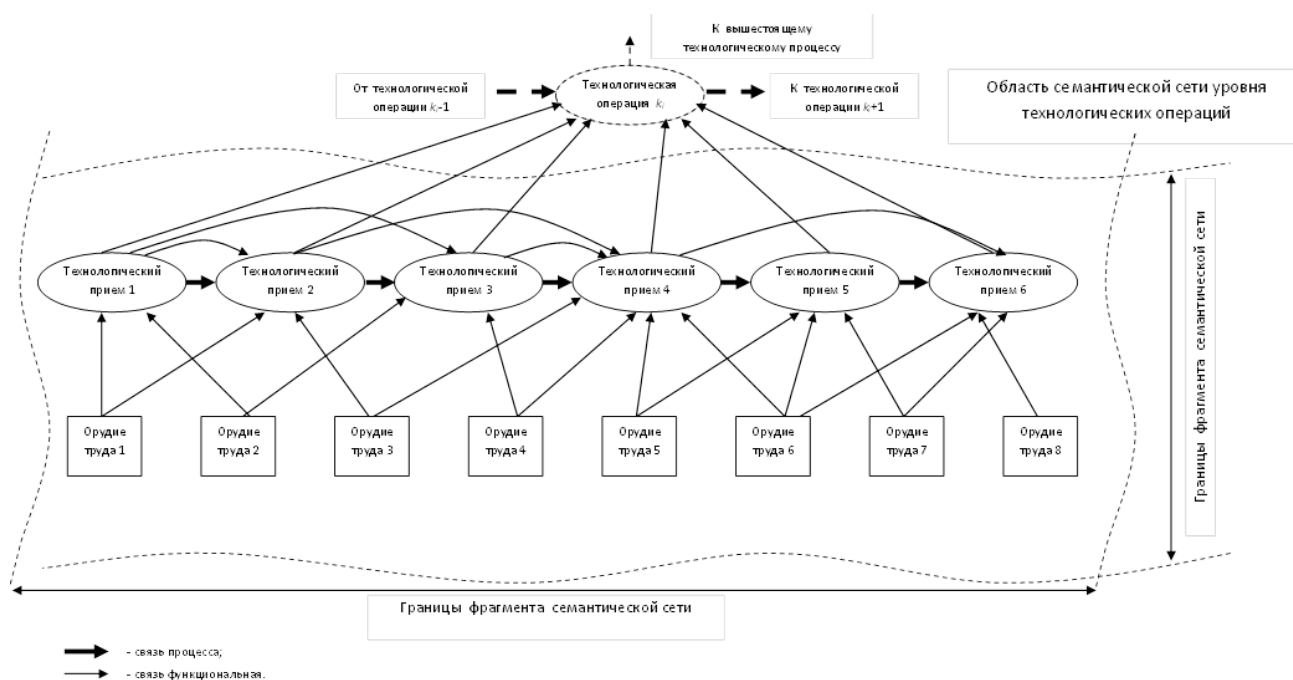 К вышестоящему
технологическому процессу
От технологической
операции kᵢ-1
Технологическая
операция kᵢ
К технологической
операции kᵢ+1
Область семантической сети уровня
технологических операций
Технологический
прием 1
Технологический
прием 2
Технологический
прием 3
Технологический
прием 4
Технологический
прием 5
Технологический
прием 6
Границы фрагмента семантической сети
Орудие
труда 1
Орудие
труда 2
Орудие
труда 3
Орудие
труда 4
Орудие
труда 5
Орудие
труда 6
Орудие
труда 7
Орудие
труда 8
Границы фрагмента семантической сети
- связь процесса;
- связь функциональная.